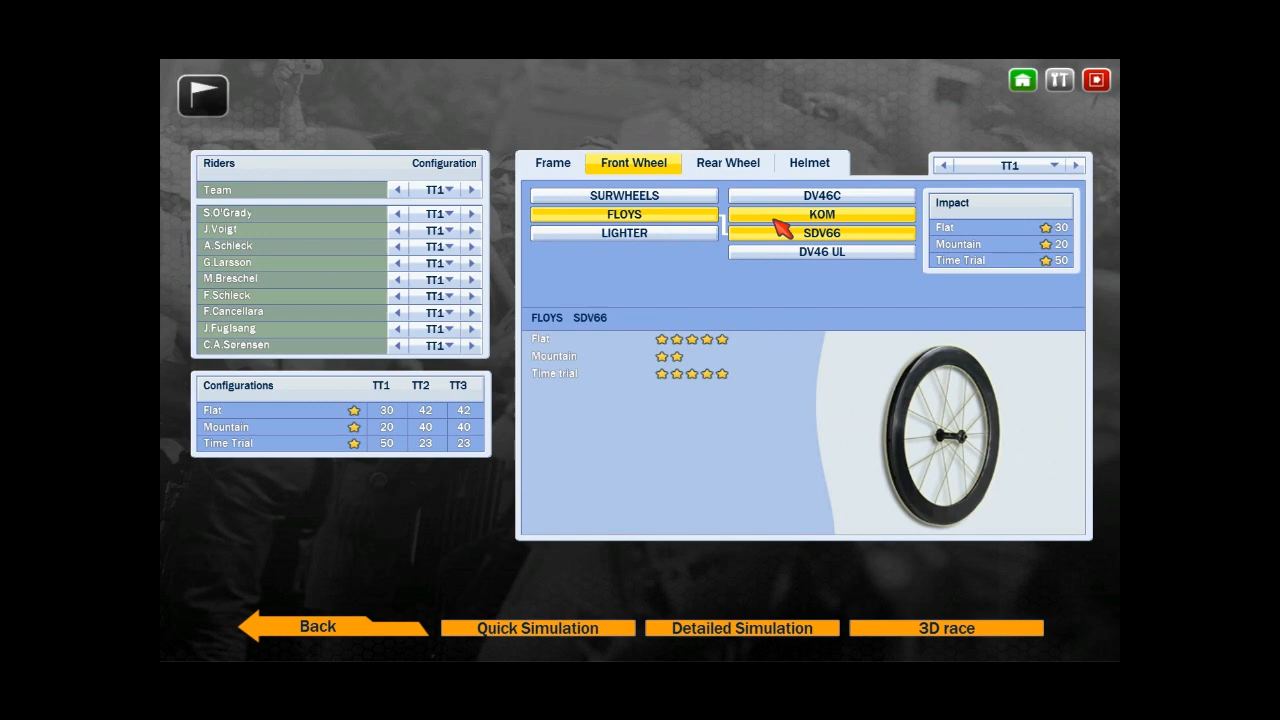 Riders Configuration
Team TT1
S.O'Grady TT1
J.Voigt TT1
A.Schleck TT1
G.Larsson TT1
M.Breschel TT1
F.Schleck TT1
F.Cancellara TT1
J.Fuglsang TT1
C.A.Sørensen TT1
Configurations TT1 TT2 TT3
Flat 30 42 42
Mountain 20 40 40
Time Trial 50 23 23
Frame Front Wheel Rear Wheel Helmet
TT1
SURWHEELS DV46C
FLOYS KOM
LIGHTER SDV66
DV46 UL
Impact
Flat 30
Mountain 20
Time Trial 50
FLOYS SDV66
Flat
Mountain
Time trial
Back Quick Simulation Detailed Simulation 3D race